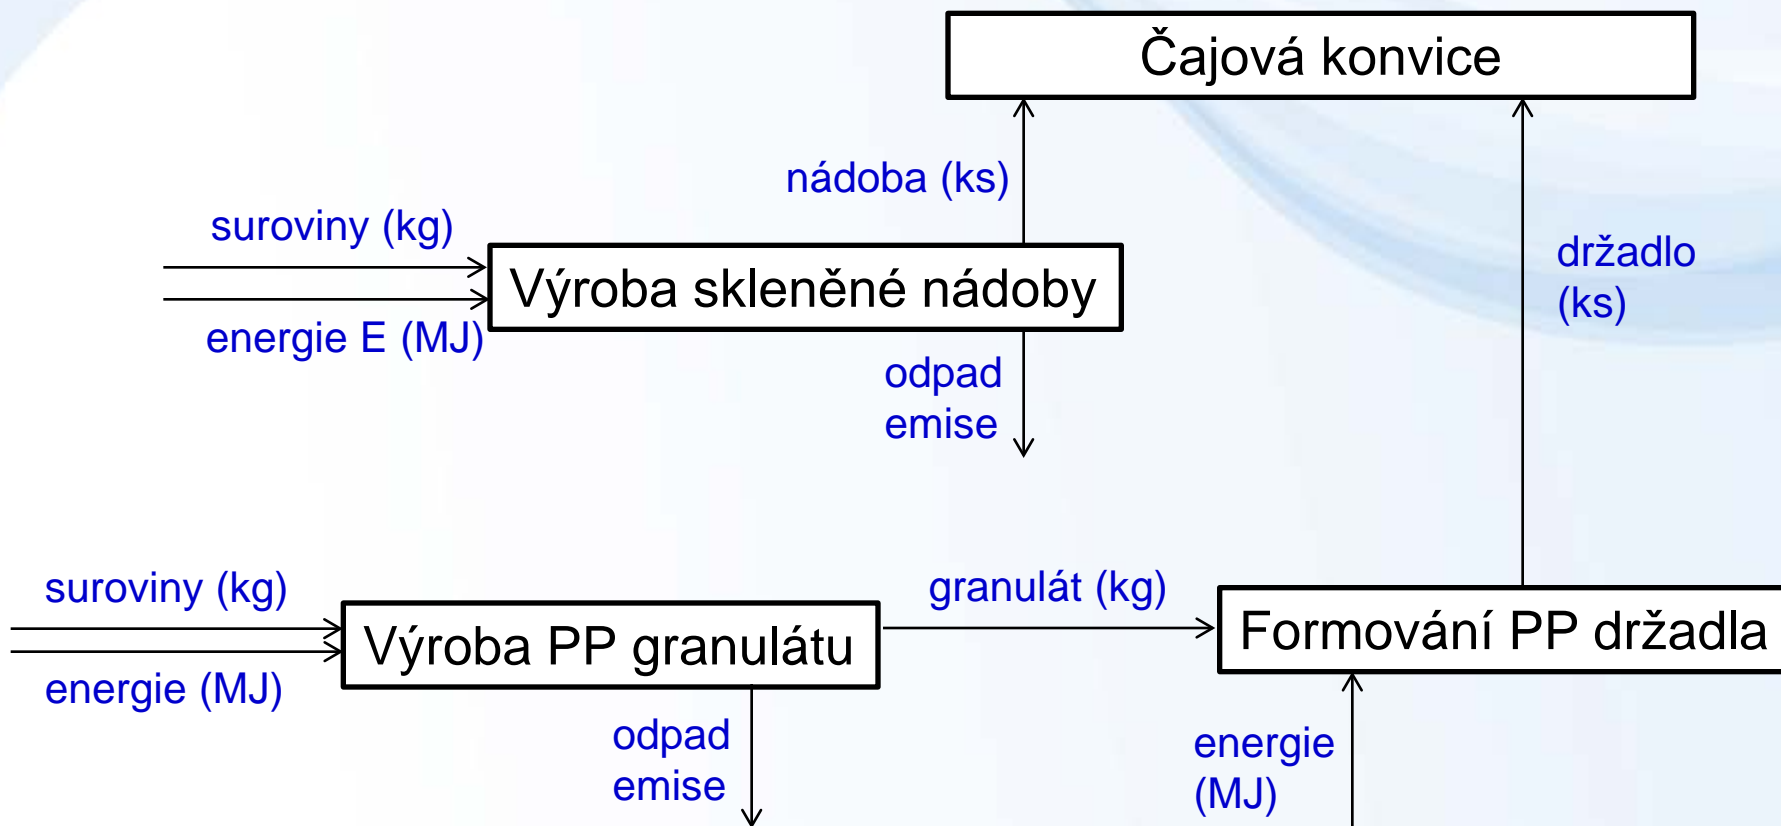 Čajová konvice
nádoba (ks)
suroviny (kg)
držadlo
(ks)
Výroba skleněné nádoby
energie E (MJ)
odpad
emise
suroviny (kg)
granulát (kg)
Výroba PP granulátu
Formování PP držadla
energie (MJ)
odpad
emise
energie
(MJ)